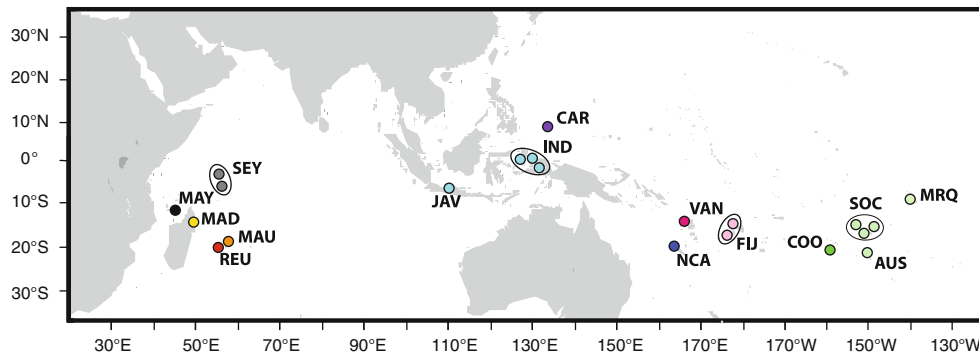 30°N
20°N
10°N
0°
10°S
20°S
30°S
CAR
IND
SEY
MAY
JAV
MAD
MAU
REU
VAN
NCA
FIJ
SOC
MRQ
COO
AUS
30°E 50°E 70°E 90°E 110°E 130°E 150°E 170°E 170°W 150°W 130°W